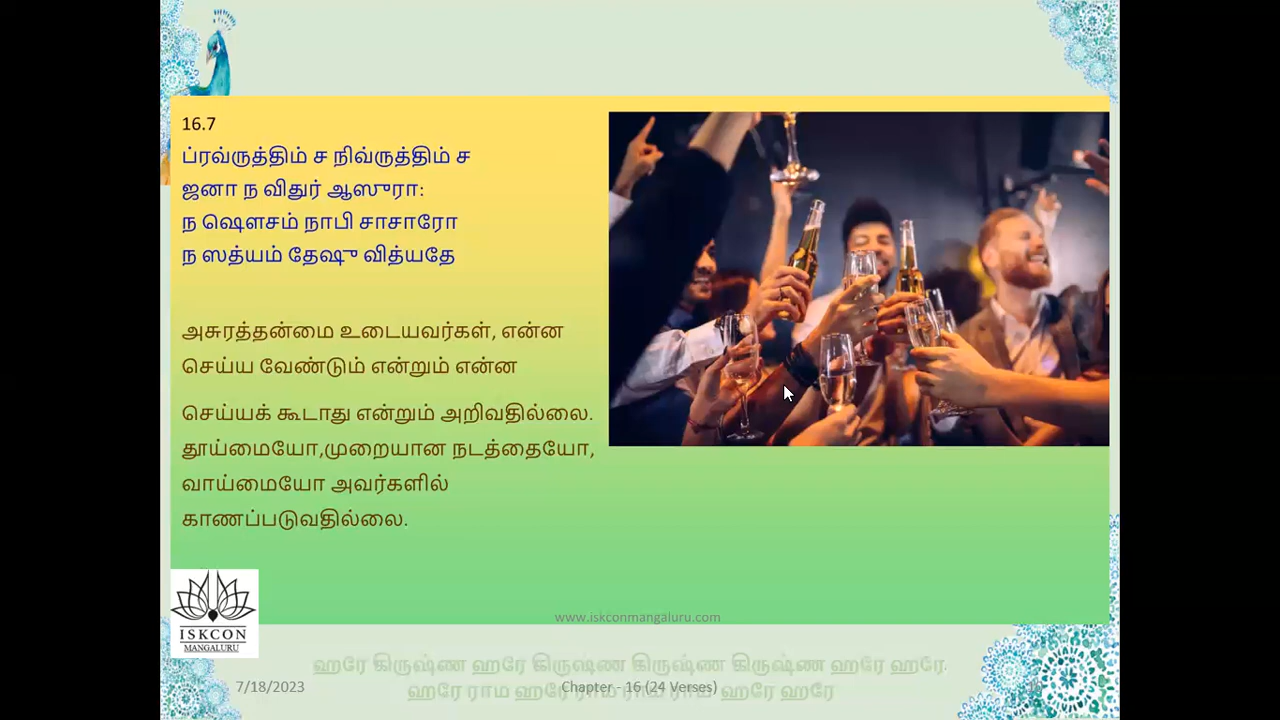 16.7
ப்ரவ்ருத்திம் ச நிவ்ருத்திம் ச
ஜனா ந விதுர் ஆஸுரா:
ந ஷௌசம் நாபி சாசாரோ
ந ஸத்யம் தேஷு வித்யதே
அசுரத்தன்மை உடையவர்கள், என்ன
செய்ய வேண்டும் என்றும் என்ன
செய்யக் கூடாது என்றும் அறிவதில்லை.
தூய்மையோ,முறையான நடத்தையோ,
வாய்மையோ அவர்களில்
காணப்படுவதில்லை.
ISKCON
MANGALURU
www.iskconmangaluru.com
ஹரே கிருஷ்ண ஹரே கிருஷ்ண கிருஷ்ண கிருஷ்ண ஹரே ஹரே
ஹரே ராம ஹரே ராம ராம ராம ஹரே ஹரே
7/18/2023
Chapter - 16 (24 Verses)